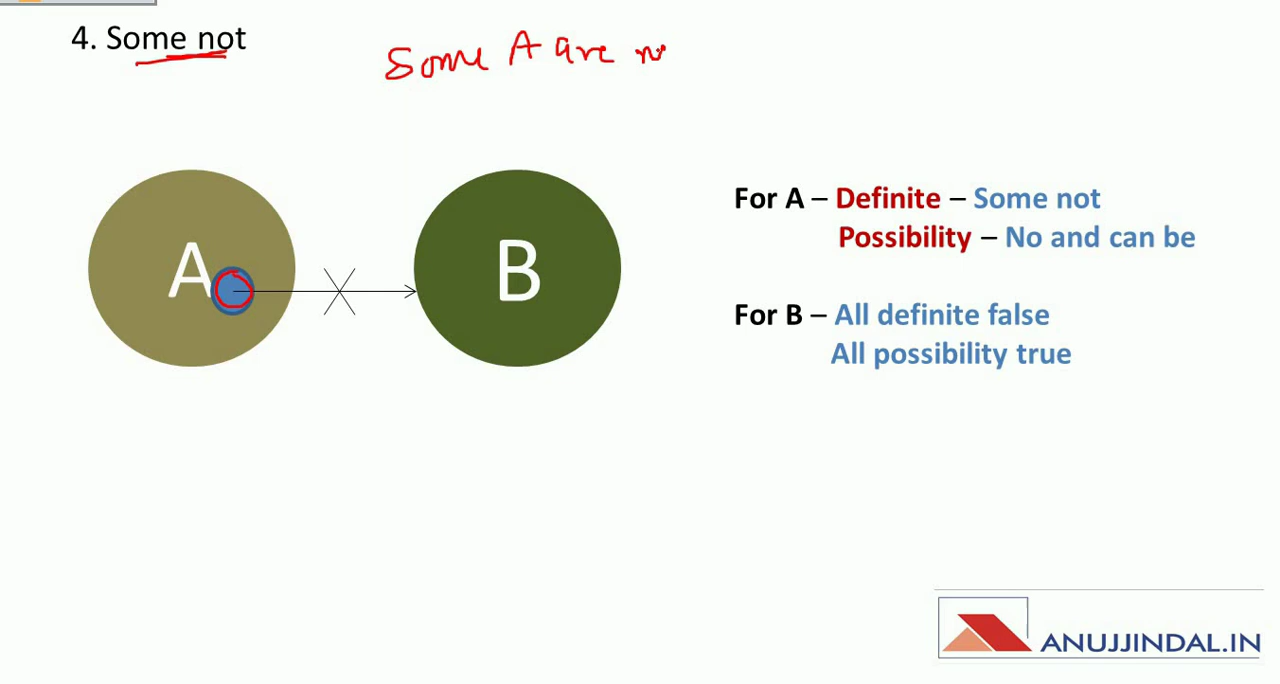 4. Some not
Some A are
A
B
For A – Definite – Some not
Possibility – No and can be
For B – All definite false
All possibility true
ANUJJINDAL.IN